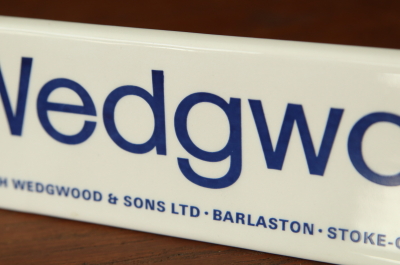 Wedgwo
H WEDGWOOD & SONS LTD · BARLASTON · STOKE-O